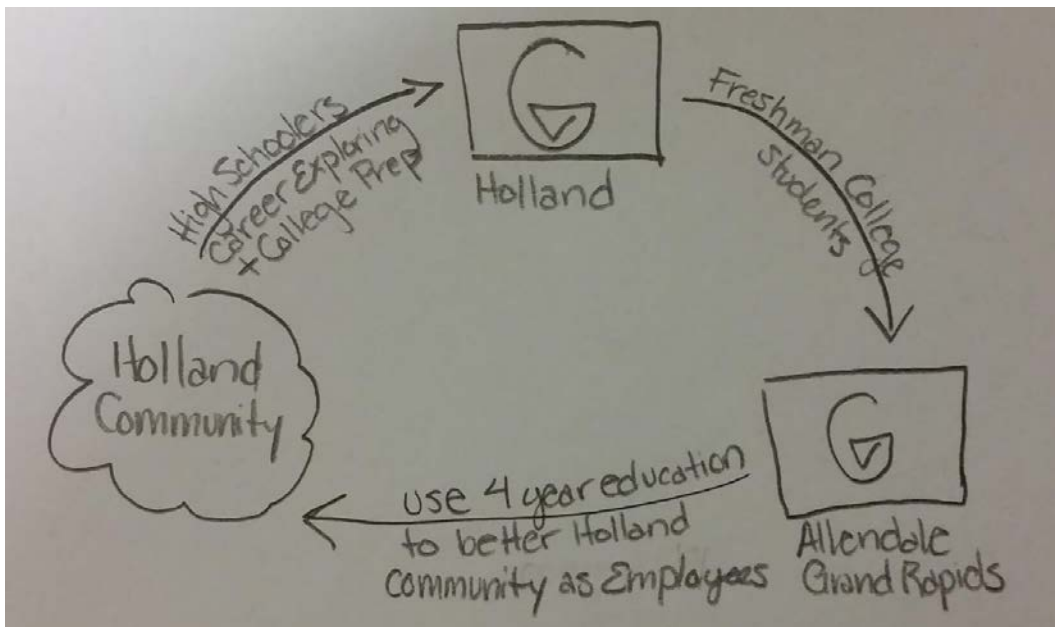 High Schoolers
Career Exploring
+ College Prep
G
Holland
Freshman College
Students
Holland
Community
G
Allendale
Grand Rapids
use 4 year education
to better Holland
community as Employees